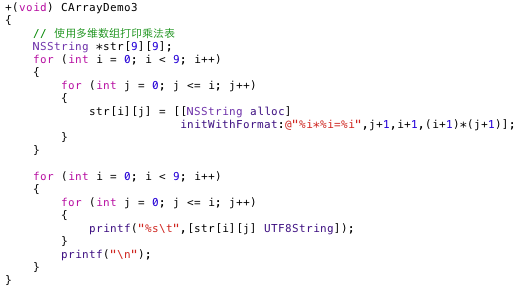 +(void) CArrayDemo3
{
    // 使用多维数组打印乘法表
    NSString *str[9][9];
    for (int i = 0; i < 9; i++)
    {
        for (int j = 0; j <= i; j++)
        {
            str[i][j] = [[NSString alloc]
                         initWithFormat:@"%i*%i=%i",j+1,i+1,(i+1)*(j+1)];
        }
    }

    for (int i = 0; i < 9; i++)
    {
        for (int j = 0; j <= i; j++)
        {
            printf("%s\t",[str[i][j] UTF8String]);
        }
        printf("\n");
    }
}